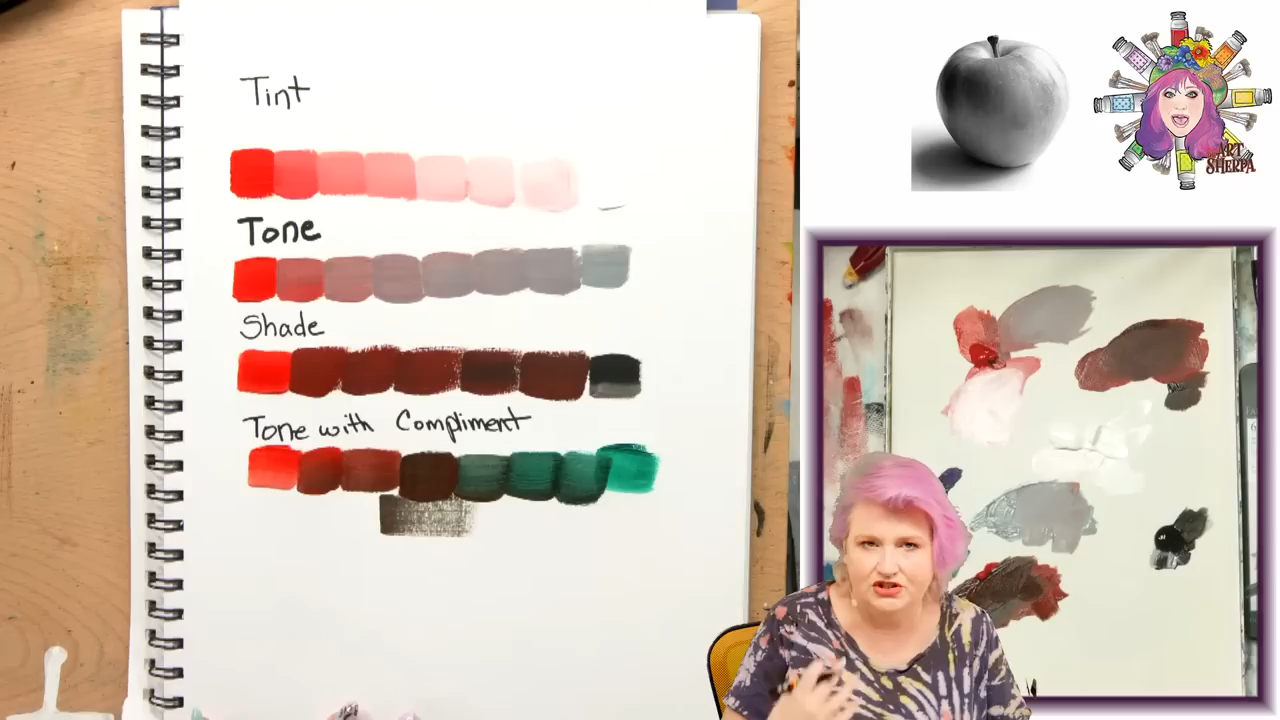 Tint
Tone
Shade
Tone with Compliment
ART
SHERPA